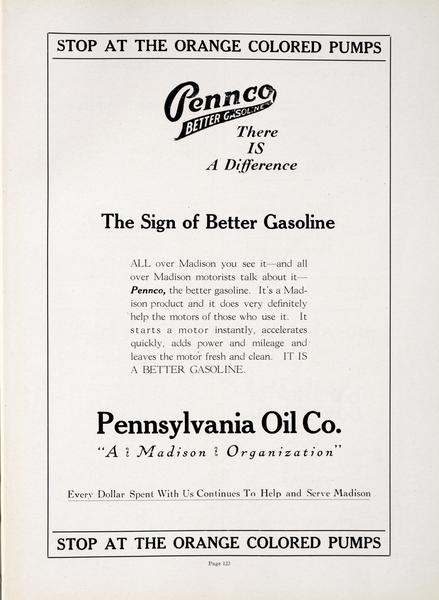 STOP AT THE ORANGE COLORED PUMPS
Pennco
BETTER GASOLINE
There
IS
A Difference
The Sign of Better Gasoline
ALL over Madison you see it—and all
over Madison motorists talk about it—
Pennco, the better gasoline. It's a Mad-
ison product and it does very definitely
help the motors of those who use it. It
starts a motor instantly, accelerates
quickly, adds power and mileage and
leaves the motor fresh and clean. IT IS
A BETTER GASOLINE.
Pennsylvania Oil Co.
"A Madison Organization"
Every Dollar Spent With Us Continues To Help and Serve Madison
STOP AT THE ORANGE COLORED PUMPS
Page 123